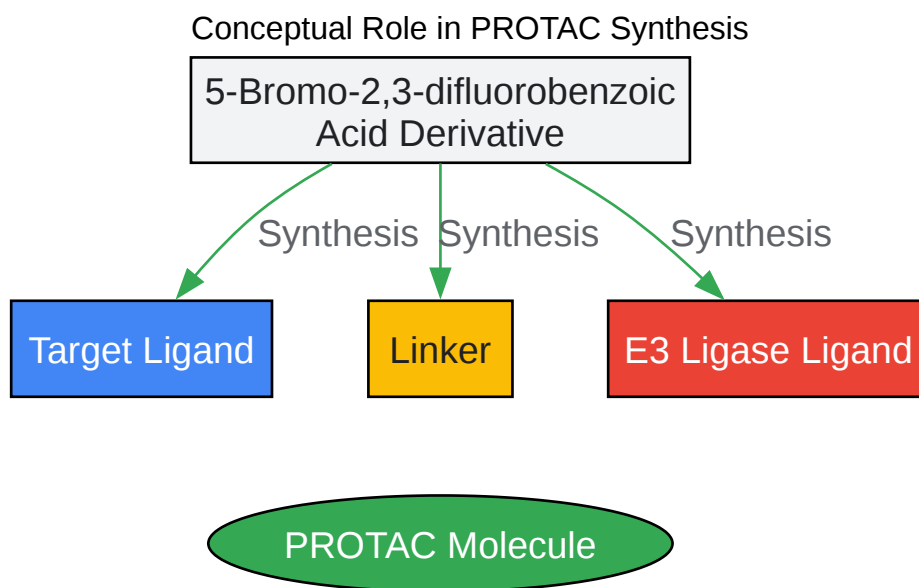 Conceptual Role in PROTAC Synthesis
5-Bromo-2,3-difluorobenzoic
Acid Derivative
Synthesis Synthesis Synthesis
Target Ligand Linker E3 Ligase Ligand
PROTAC Molecule